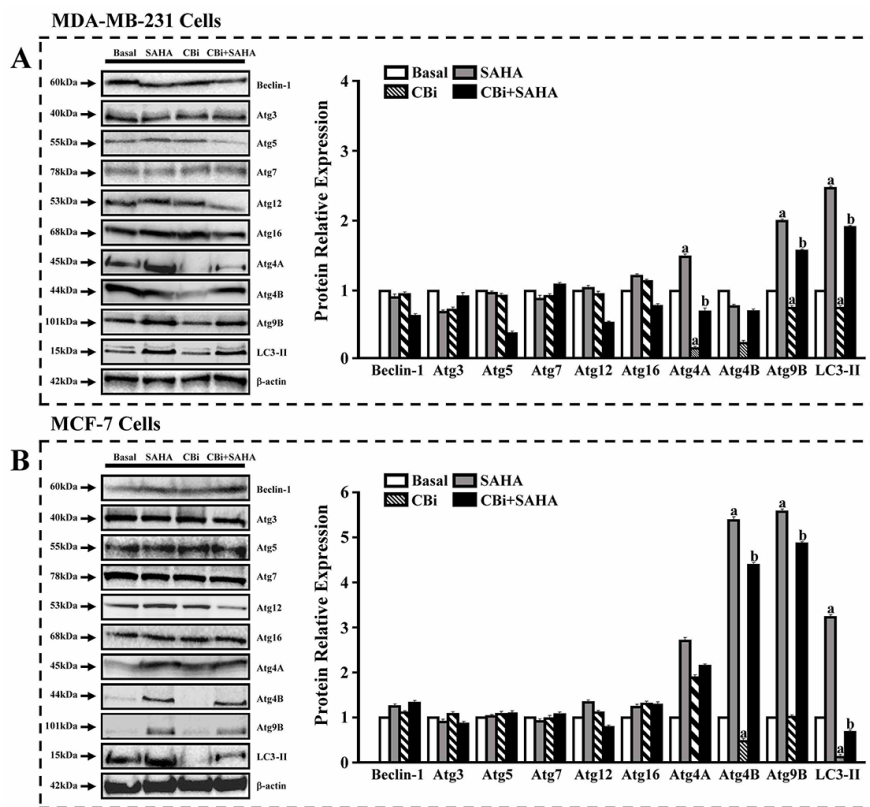 MDA-MB-231 Cells
A
Basal SAHA CBi CBi+SAHA
60kDa Beclin-1
40kDa Atg3
55kDa Atg5
78kDa Atg7
53kDa Atg12
68kDa Atg16
45kDa Atg4A
44kDa Atg4B
101kDa Atg9B
15kDa LC3-II
42kDa β-actin
Protein Relative Expression
4
3
2
1
0
Basal SAHA
CBi CBi+SAHA
a a b a b a a b a
Beclin-1 Atg3 Atg5 Atg7 Atg12 Atg16 Atg4A Atg4B Atg9B LC3-II
MCF-7 Cells
B
Basal SAHA CBi CBi+SAHA
60kDa Beclin-1
40kDa Atg3
55kDa Atg5
78kDa Atg7
53kDa Atg12
68kDa Atg16
45kDa Atg4A
44kDa Atg4B
101kDa Atg9B
15kDa LC3-II
42kDa β-actin
Protein Relative Expression
6
5
4
3
2
1
0
Basal SAHA
CBi CBi+SAHA
a a b a b a a b
Beclin-1 Atg3 Atg5 Atg7 Atg12 Atg16 Atg4A Atg4B Atg9B LC3-II